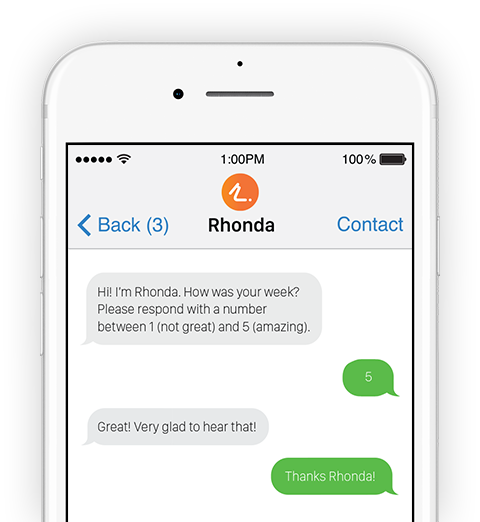 1:00PM
100%
Back (3)
Rhonda
Contact
Hi! I'm Rhonda. How was your week?
Please respond with a number
between 1 (not great) and 5 (amazing).
5
Great! Very glad to hear that!
Thanks Rhonda!